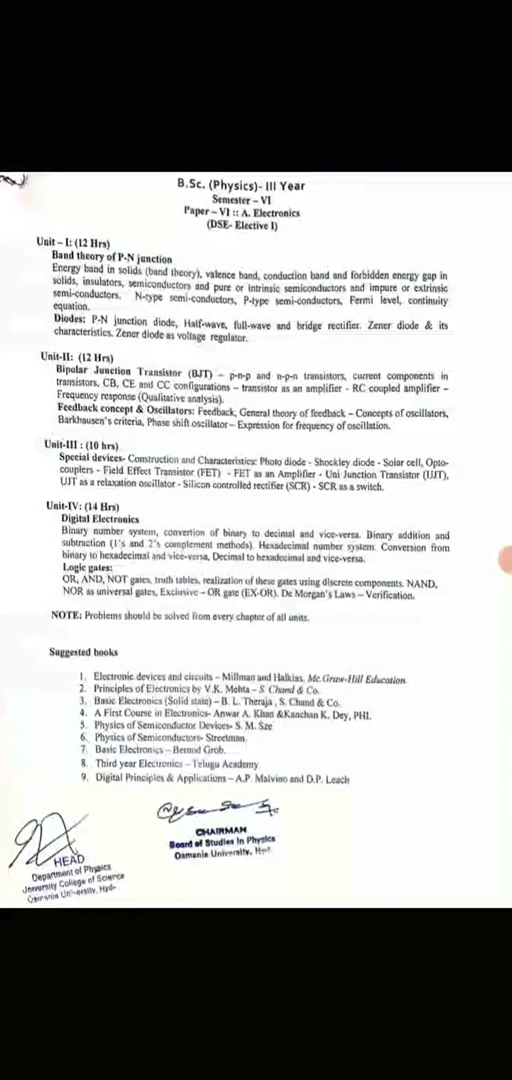 B.Sc. (Physics)- III Year
Semester – VI
Paper – VI :: A. Electronics
(DSE- Elective I)
Unit – I: (12 Hrs)
Band theory of P-N junction
Energy band in solids (band theory), valence band, conduction band and forbidden energy gap in
solids, insulators, semiconductors and pure or intrinsic semiconductors and impure or extrinsic
semi-conductors. N-type semi-conductors, P-type semi-conductors, Fermi level, continuity
equation.
Diodes: P-N junction diode, Half-wave, full-wave and bridge rectifier. Zener diode & its
characteristics. Zener diode as voltage regulator.
Unit-II: (12 Hrs)
Bipolar Junction Transistor (BJT) – p-n-p and n-p-n transistors, current components in
transistors, CB, CE and CC configurations – transistor as an amplifier - RC coupled amplifier –
Frequency response (Qualitative analysis).
Feedback concept & Oscillators: Feedback, General theory of feedback – Concepts of oscillators,
Barkhausen's criteria, Phase shift oscillator – Expression for frequency of oscillation.
Unit-III : (10 hrs)
Special devices- Construction and Characteristics: Photo diode - Shockley diode - Solar cell, Opto-
couplers - Field Effect Transistor (FET) - FET as an Amplifier - Uni Junction Transistor (UJT),
UJT as a relaxation oscillator - Silicon controlled rectifier (SCR) - SCR as a switch.
Unit-IV: (14 Hrs)
Digital Electronics
Binary number system, convertion of binary to decimal and vice-versa. Binary addition and
subtraction (1's and 2's complement methods). Hexadecimal number system. Conversion from
binary to hexadecimal and vice-versa, Decimal to hexadecimal and vice-versa.
Logic gates:
OR, AND, NOT gates, truth tables, realization of these gates using discrete components. NAND,
NOR as universal gates, Exclusive – OR gate (EX-OR). De Morgan's Laws – Verification.
NOTE: Problems should be solved from every chapter of all units.
Suggested books
1. Electronic devices and circuits – Millman and Halkias, Mc.Graw-Hill Education.
2. Principles of Electronics by V.K. Mehta – S. Chand & Co.
3. Basic Electronics (Solid state) – B. L. Theraja , S. Chand & Co.
4. A First Course in Electronics- Anwar A. Khan &Kanchan K. Dey, PHI.
5. Physics of Semiconductor Devices- S. M. Sze
6. Physics of Semiconductors- Streetman.
7. Basic Electronics – Bernod Grob.
8. Third year Electronics – Telugu Academy
9. Digital Principles & Applications – A.P. Malvino and D.P. Leach
HEAD
Department of Physics
University College of Science
Osmania University, Hyd-
CHAIRMAN
Board of Studies in Physics
Osmania University, Hyd.